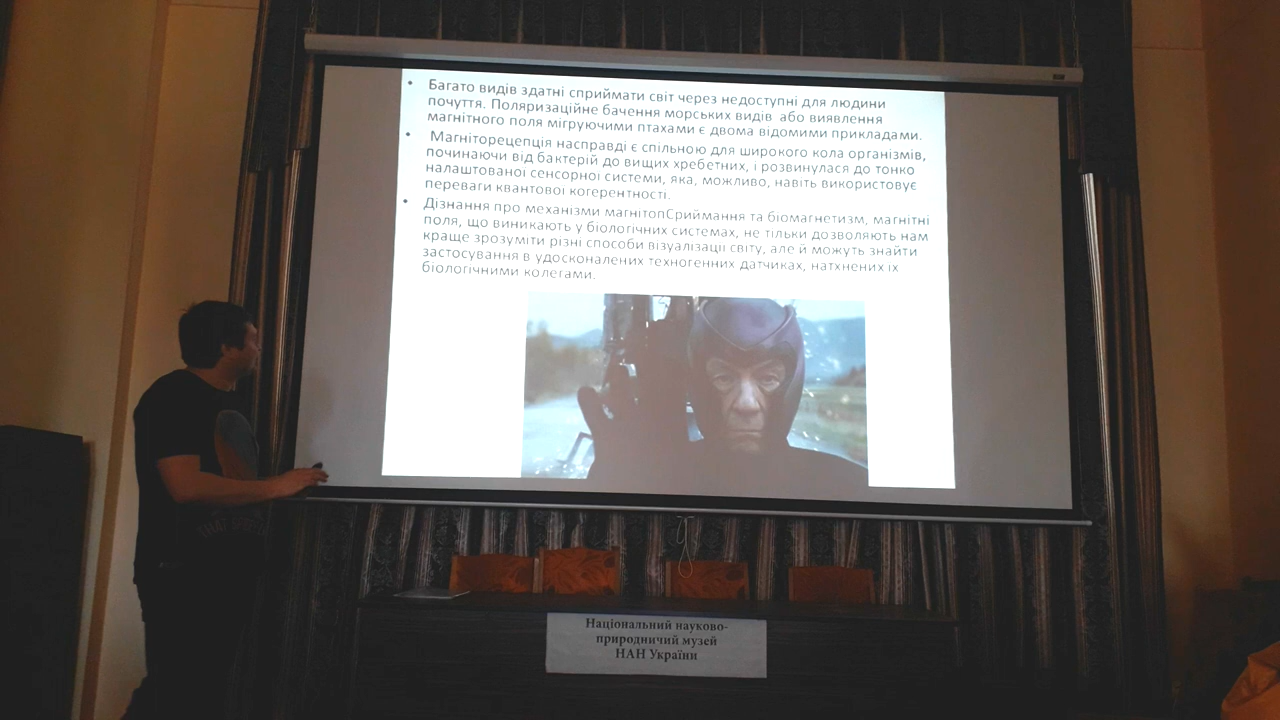 • Багато видів здатні сприймати світ через недоступні для людини
почуття. Поляризаційне бачення морських видів або виявлення
магнітного поля мігруючими птахами є двома відомими прикладами.
• Магніторецепція насправді є спільною для широкого кола організмів,
починаючи від бактерій до вищих хребетних, і розвинулася до тонко
налаштованої сенсорної системи, яка, можливо, навіть використовує
переваги квантової когерентності.
• Дізнання про механізми магнітопСриймання та біомагнетизм, магнітні
поля, що виникають у біологічних системах, не тільки дозволяють нам
краще зрозуміти різні способи візуалізації світу, але й можуть знайти
застосування в удосконалених техногенних датчиках, натхнених їх
біологічними колегами.
Національний науково-
природничий музей
НАН України